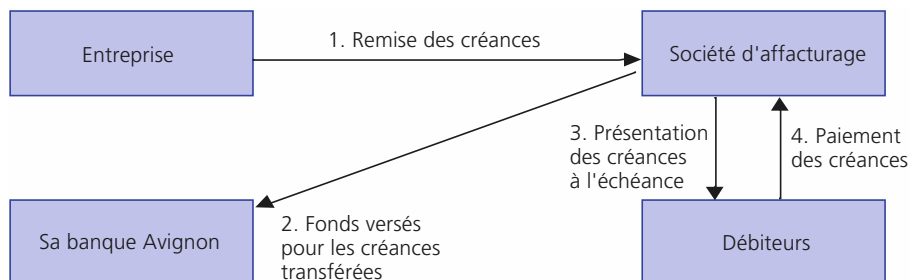 Entreprise
1. Remise des créances
Société d'affacturage
3. Présentation
des créances
à l'échéance
4. Paiement
des créances
Sa banque Avignon
2. Fonds versés
pour les créances
transférées
Débiteurs